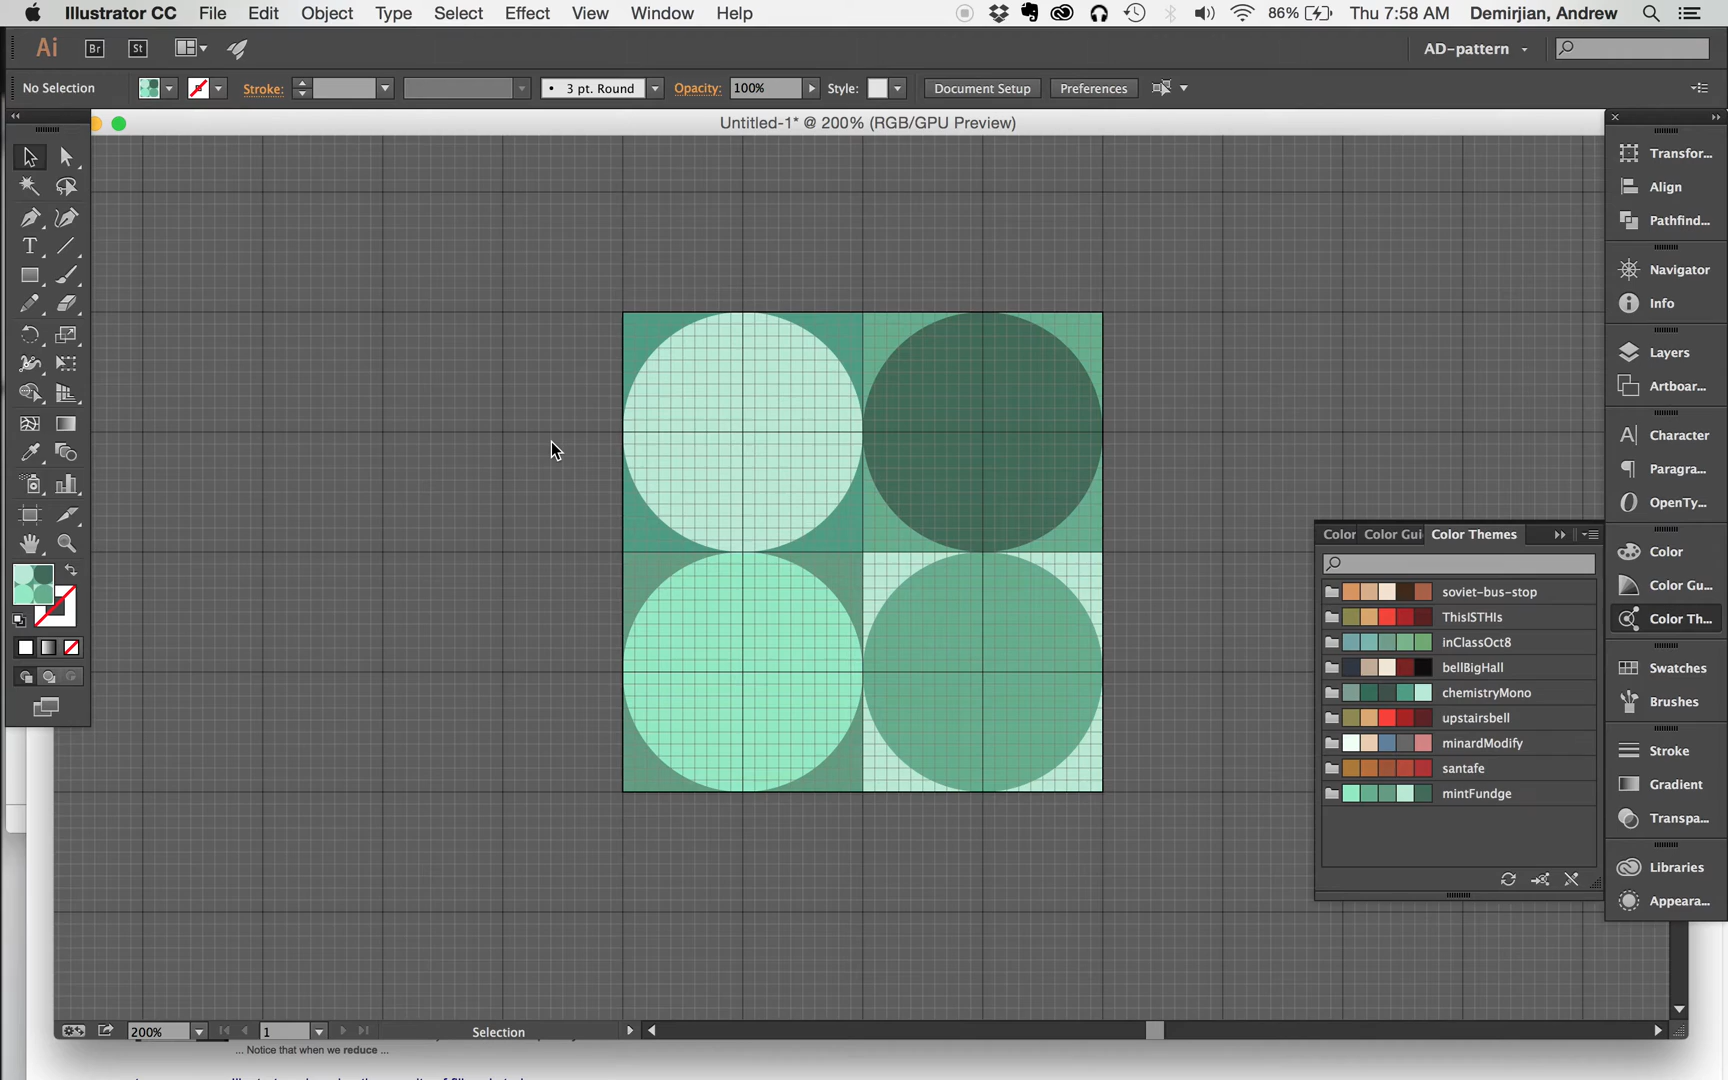 Illustrator CC File Edit Object Type Select Effect View Window Help 86% Thu 7:58 AM Demirjian, Andrew
Ai Br St AD-pattern
No Selection Stroke: • 3 pt. Round Opacity: 100% Style: Document Setup Preferences
Untitled-1* @ 200% (RGB/GPU Preview)
Transfor...
Align
Pathfind...
Navigator
Info
Layers
Artboar...
Character
Paragra...
OpenTy...
Color
Color Gu...
Color Th...
Swatches
Brushes
Stroke
Gradient
Transpa...
Libraries
Appeara...
Color Color Gui Color Themes
soviet-bus-stop
ThisISTHIs
inClassOct8
bellBigHall
chemistryMono
upstairsbell
minardModify
santafe
mintFundge
200% 1 Selection
... Notice that when we reduce ...